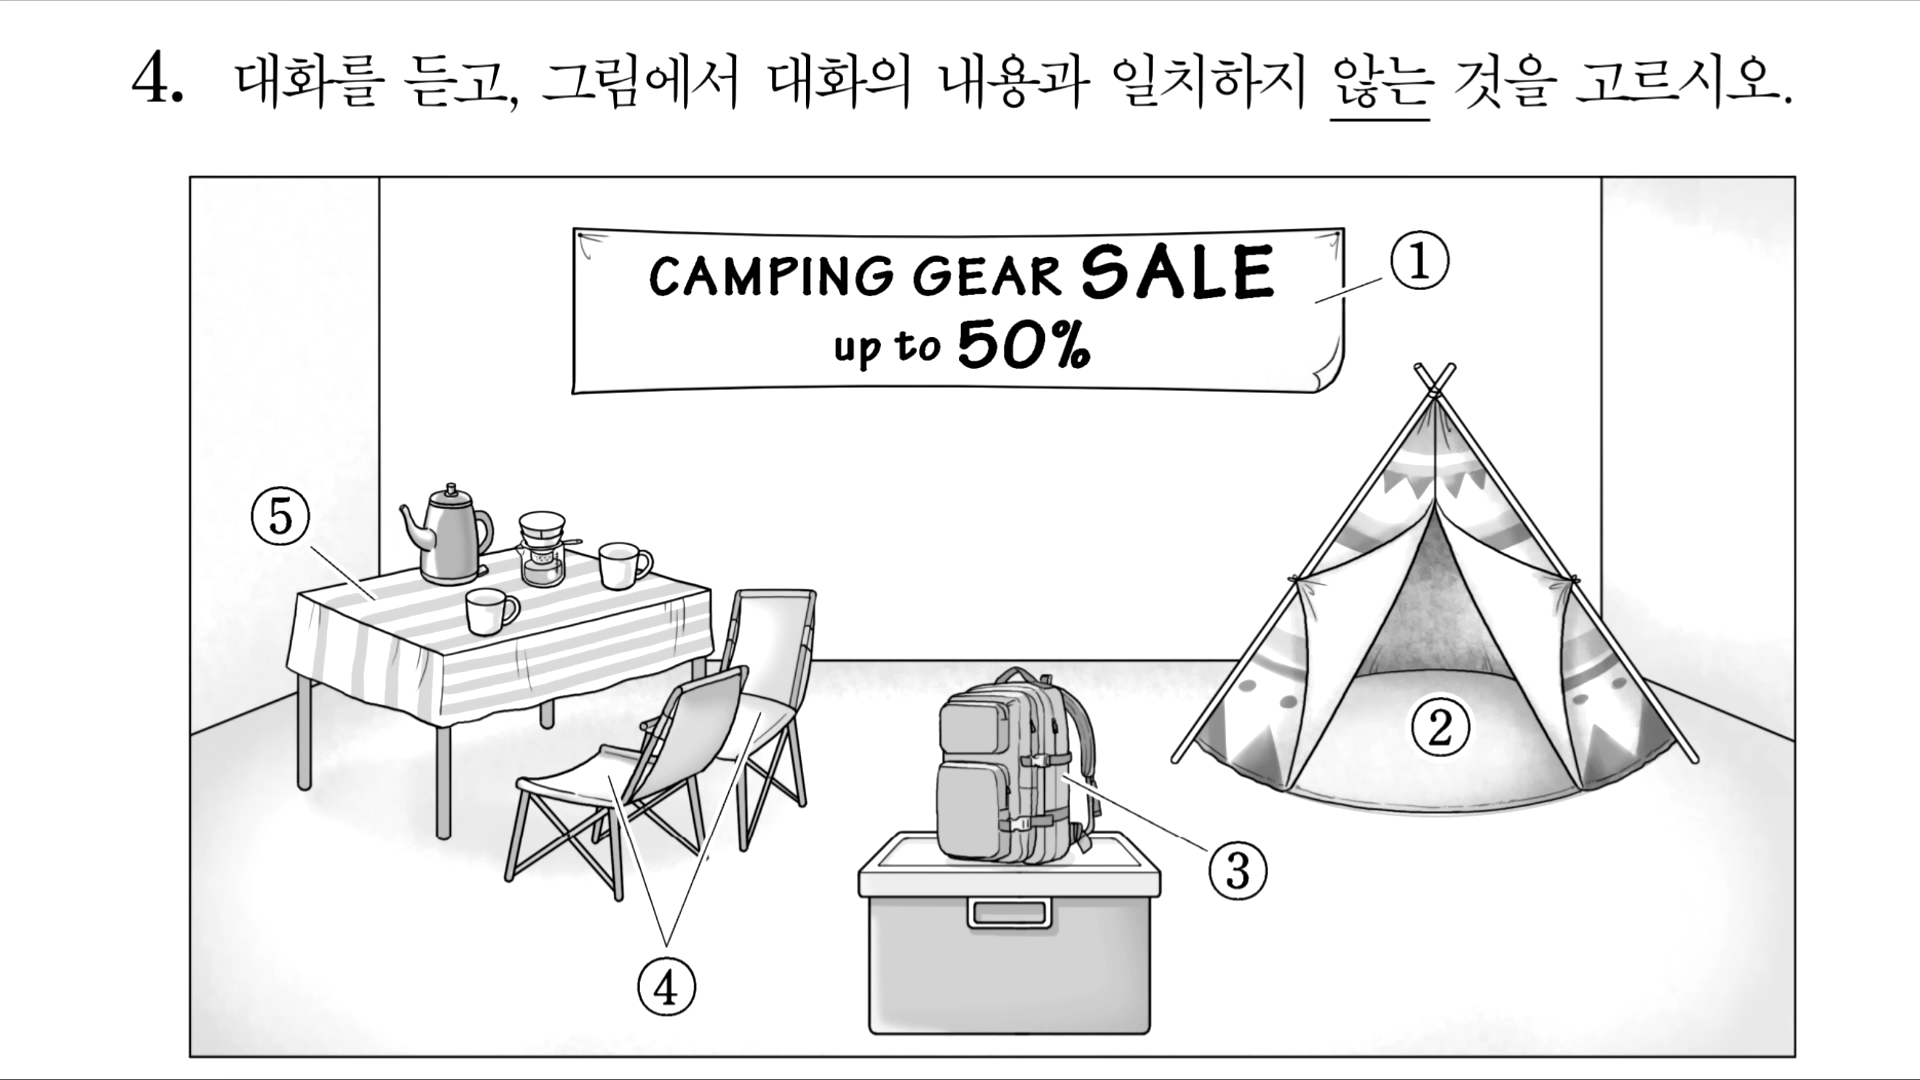 4. 대화를 듣고, 그림에서 대화의 내용과 일치하지 않는 것을 고르시오.
CAMPING GEAR SALE
up to 50%
①
⑤
②
③
④